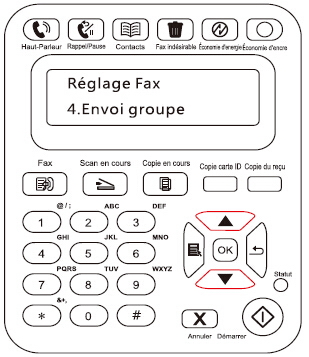 Haut-Parleur Rappel/Pause Contacts Fax indésirable Économie d'energie Économie d'encre
Réglage Fax
4.Envoi groupe
Fax Scan en cours Copie en cours Copie carte ID Copie du reçu
@ / : ABC DEF
1 2 3
GHI JKL MNO
4 5 6
OK
PQRS TUV WXYZ
7 8 9
Statut
&+,
* 0 #
X
Annuler Démarrer